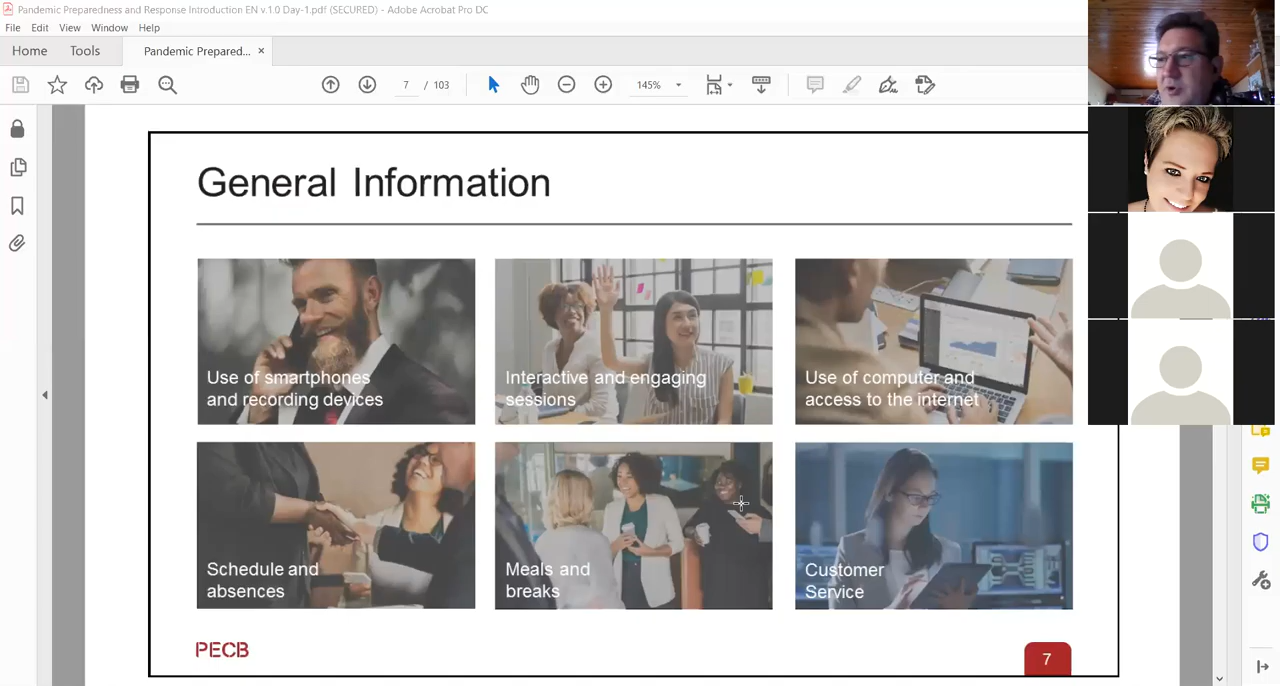 Pandemic Preparedness and Response Introduction EN v.1.0 Day-1.pdf (SECURED) - Adobe Acrobat Pro DC
File Edit View Window Help
Home Tools Pandemic Prepared... ×
7 / 103 145%
General Information
Use of smartphones
and recording devices
Interactive and engaging
sessions
Use of computer and
access to the internet
Schedule and
absences
Meals and
breaks
Customer
Service
PECB
7